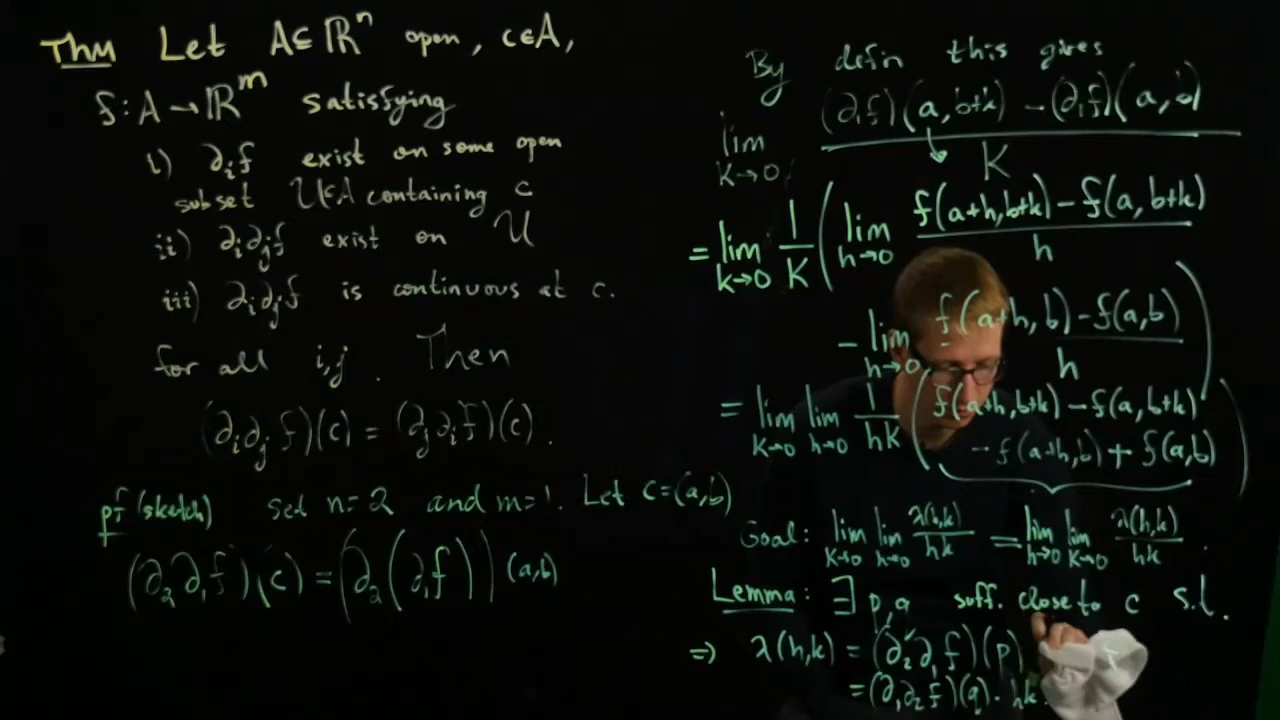 Thm Let A ⊆ ℝⁿ open, c∈A,
f: A → ℝᵐ satisfying
i) ∂ᵢf exist on some open
subset U⊆A containing c
ii) ∂ᵢ∂ⱼf exist on U
iii) ∂ᵢ∂ⱼf is continuous at c.
for all i,j. Then
(∂ᵢ∂ⱼf)(c) = (∂ⱼ∂ᵢf)(c).
pf (sketch) set n=2 and m=1. Let c=(a,b)
(∂₂∂₁f)(c) = (∂₂(∂₁f))(a,b)
By defin this gives
lim k→0 ((∂₁f)(a,b+k) - (∂₁f)(a,b)) / k
= lim k→0 1/k ( lim h→0 (f(a+h,b+k) - f(a,b+k)) / h
- lim h→0 (f(a+h,b) - f(a,b)) / h )
= lim k→0 lim h→0 1/hk ( f(a+h,b+k) - f(a,b+k)
- f(a+h,b) + f(a,b) )
Goal: lim k→0 lim h→0 λ(h,k)/hk = lim h→0 lim k→0 λ(h,k)/hk.
Lemma: ∃ p,q suff. close to c s.t.
⇒ λ(h,k) = (∂₂∂₁f)(p)
= (∂₁∂₂f)(q)·hk